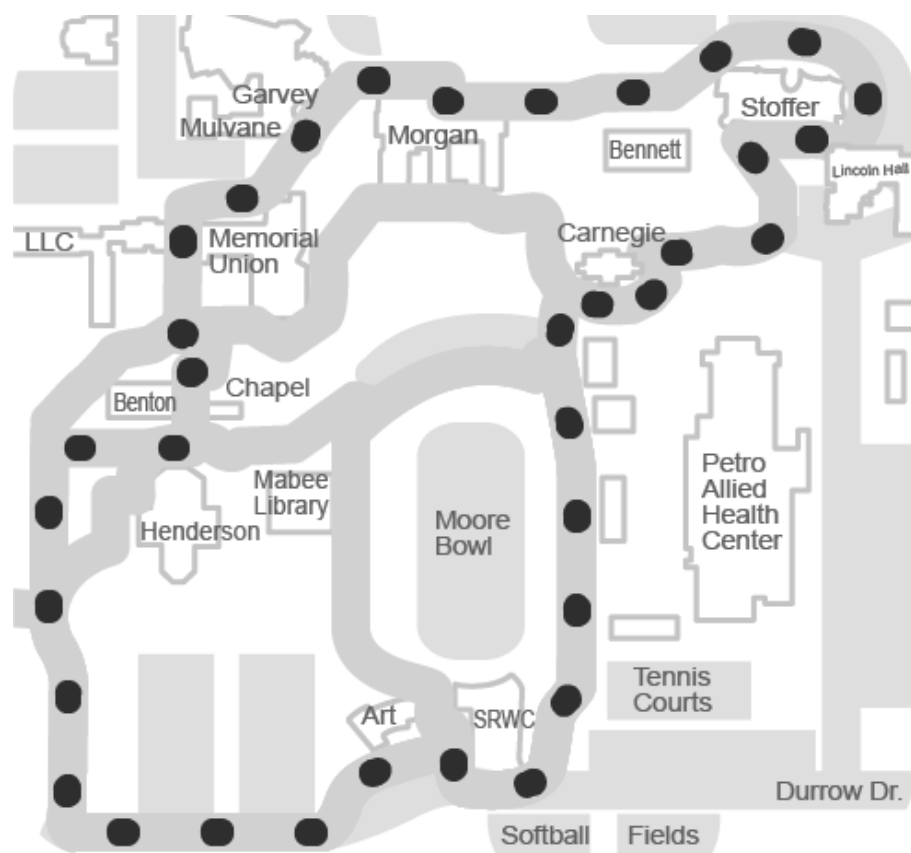 Garvey
Mulvane
Morgan
Stoffer
Bennett
Lincoln Hall
LLC
Memorial
Union
Carnegie
Benton
Chapel
Mabee
Library
Henderson
Moore
Bowl
Petro
Allied
Health
Center
Tennis
Courts
Art
SRWC
Durrow Dr.
Softball
Fields